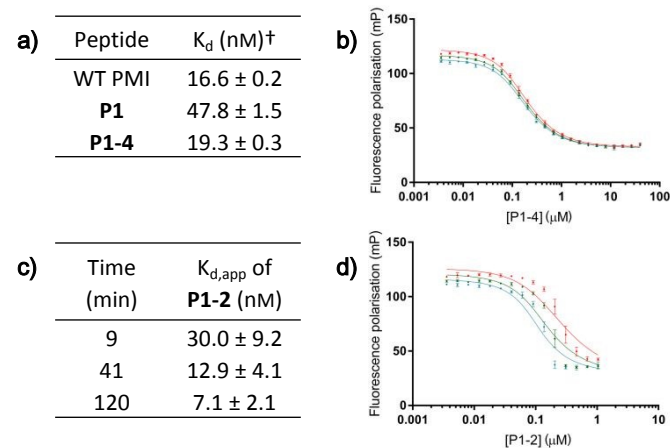 a)
Peptide K_d (nM)†
WT PMI 16.6 ± 0.2
P1 47.8 ± 1.5
P1-4 19.3 ± 0.3
b)
Fluorescence polarisation (mP)
150
100
50
0
0.001 0.01 0.1 1 10 100
[P1-4] (μM)
c)
Time K_d,app of
(min) P1-2 (nM)
9 30.0 ± 9.2
41 12.9 ± 4.1
120 7.1 ± 2.1
d)
Fluorescence polarisation (mP)
150
100
50
0
0.001 0.01 0.1 1 10
[P1-2] (μM)